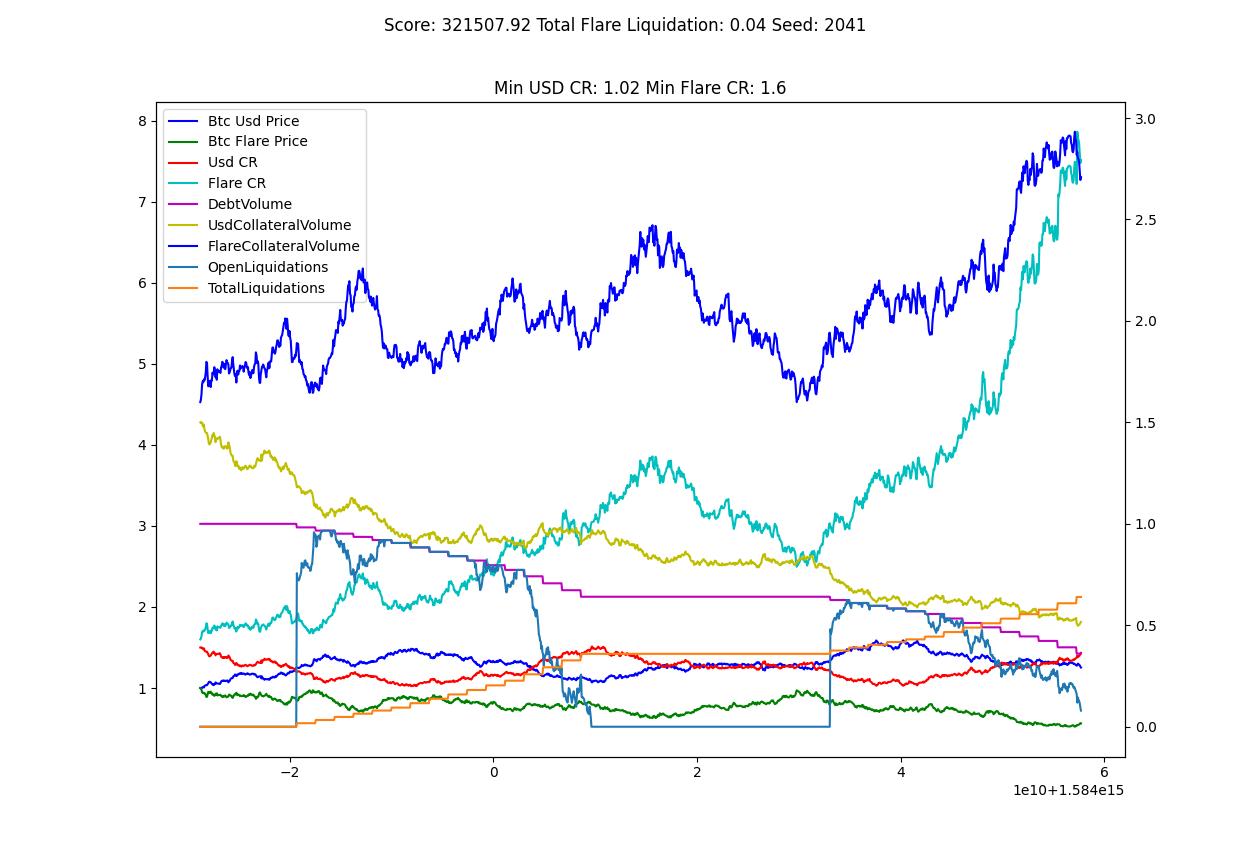 Score: 321507.92 Total Flare Liquidation: 0.04 Seed: 2041
Min USD CR: 1.02 Min Flare CR: 1.6
Btc Usd Price
Btc Flare Price
Usd CR
Flare CR
DebtVolume
UsdCollateralVolume
FlareCollateralVolume
OpenLiquidations
TotalLiquidations
8
7
6
5
4
3
2
1
3.0
2.5
2.0
1.5
1.0
0.5
0.0
−2 0 2 4 6
1e10+1.584e15